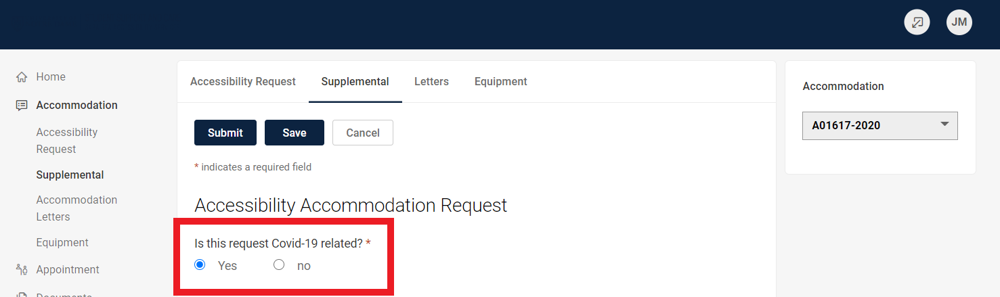 JM
Home
Accommodation
Accessibility
Request
Supplemental
Accommodation
Letters
Equipment
Appointment
Documents
Accessibility Request Supplemental Letters Equipment
Submit Save Cancel
* indicates a required field
Accessibility Accommodation Request
Is this request Covid-19 related? *
Yes no
Accommodation
A01617-2020